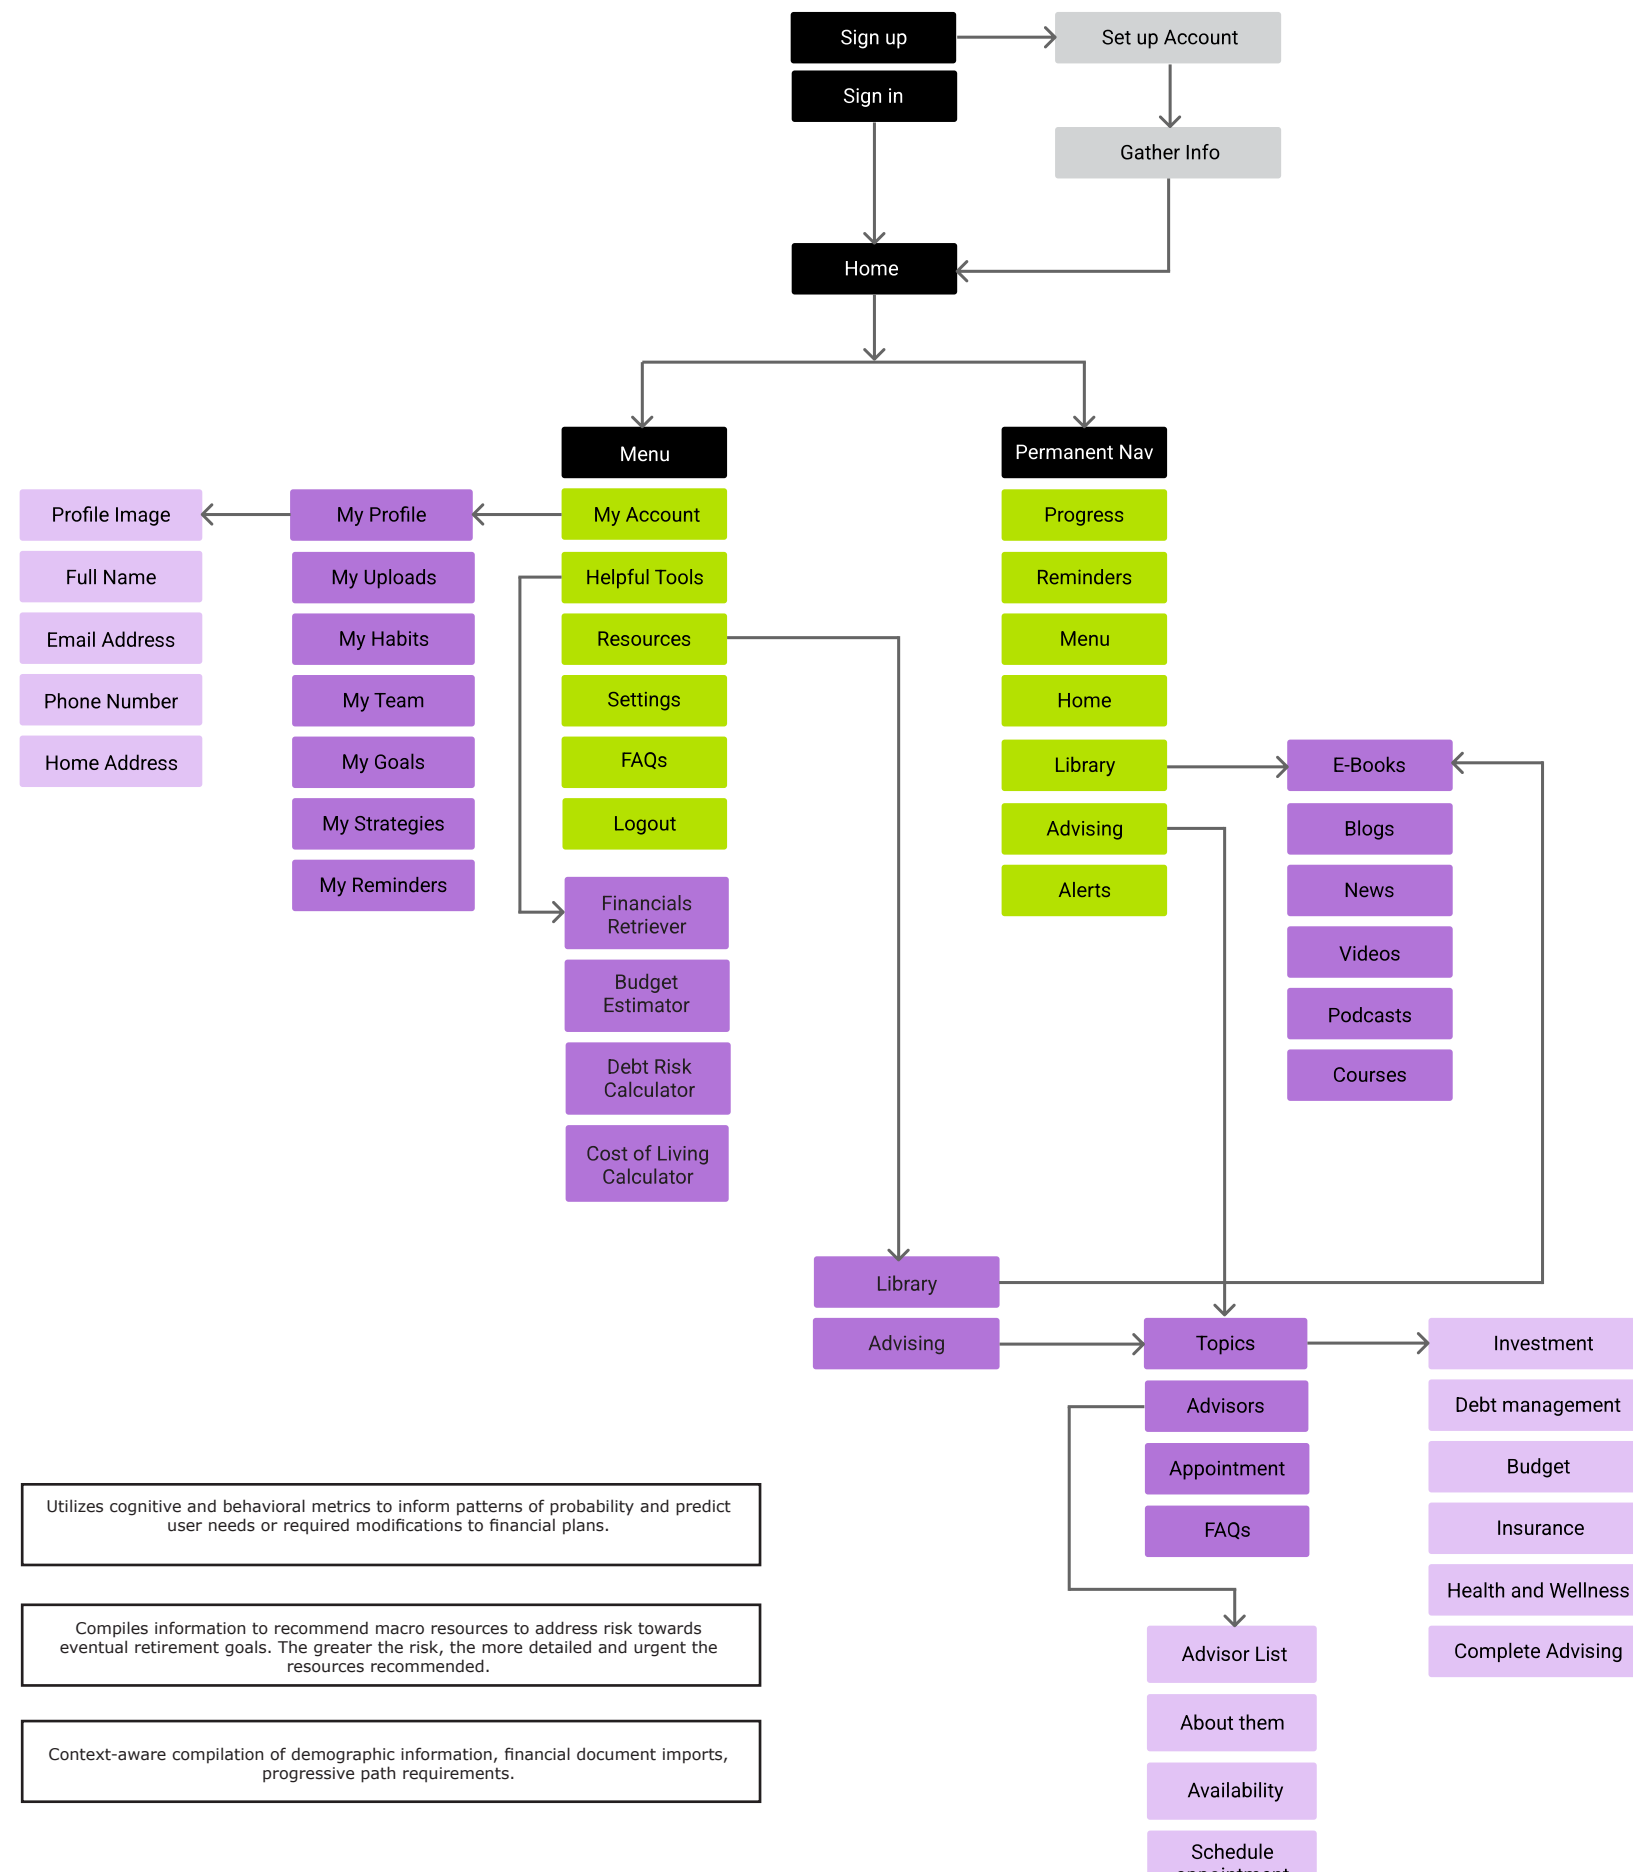 Sign up
Set up Account
Sign in
Gather Info
Home
Menu
Permanent Nav
Profile Image
My Profile
My Account
Progress
Full Name
My Uploads
Helpful Tools
Reminders
Email Address
My Habits
Resources
Menu
Phone Number
My Team
Settings
Home
Home Address
My Goals
FAQs
Library
E-Books
My Strategies
Logout
Advising
Blogs
My Reminders
Alerts
News
Financials
Retriever
Videos
Budget
Estimator
Podcasts
Debt Risk
Calculator
Courses
Cost of Living
Calculator
Library
Advising
Topics
Investment
Advisors
Debt management
Appointment
Budget
FAQs
Insurance
Health and Wellness
Complete Advising
Advisor List
About them
Availability
Schedule
appointment
Utilizes cognitive and behavioral metrics to inform patterns of probability and predict
user needs or required modifications to financial plans.
Compiles information to recommend macro resources to address risk towards
eventual retirement goals. The greater the risk, the more detailed and urgent the
resources recommended.
Context-aware compilation of demographic information, financial document imports,
progressive path requirements.